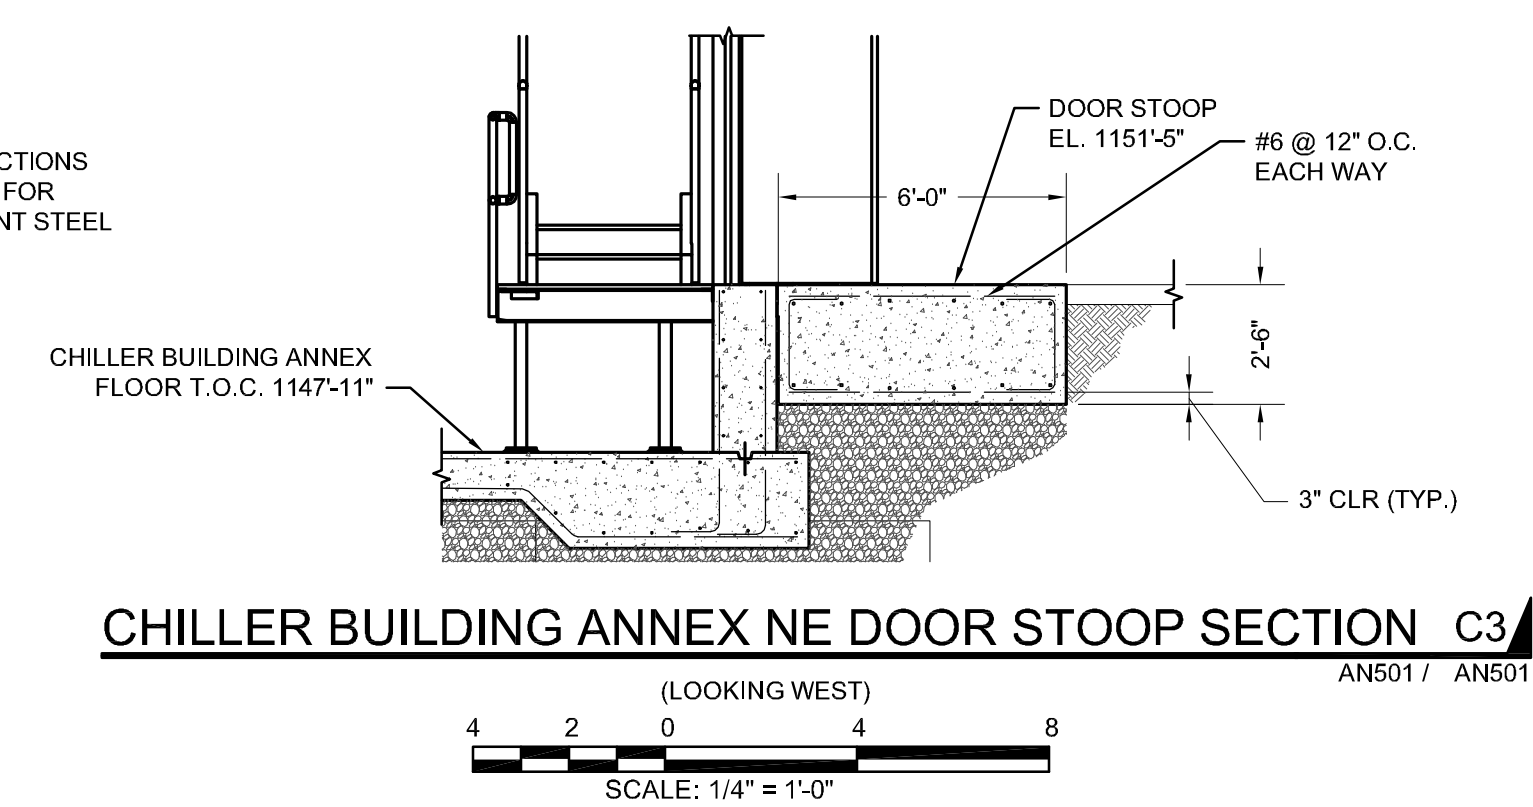 CTIONS
FOR
NT STEEL
DOOR STOOP
EL. 1151'-5"
#6 @ 12" O.C.
EACH WAY
6'-0"
2'-6"
CHILLER BUILDING ANNEX
FLOOR T.O.C. 1147'-11"
3" CLR (TYP.)
CHILLER BUILDING ANNEX NE DOOR STOOP SECTION C3
AN501 / AN501
(LOOKING WEST)
4 2 0 4 8
SCALE: 1/4" = 1'-0"